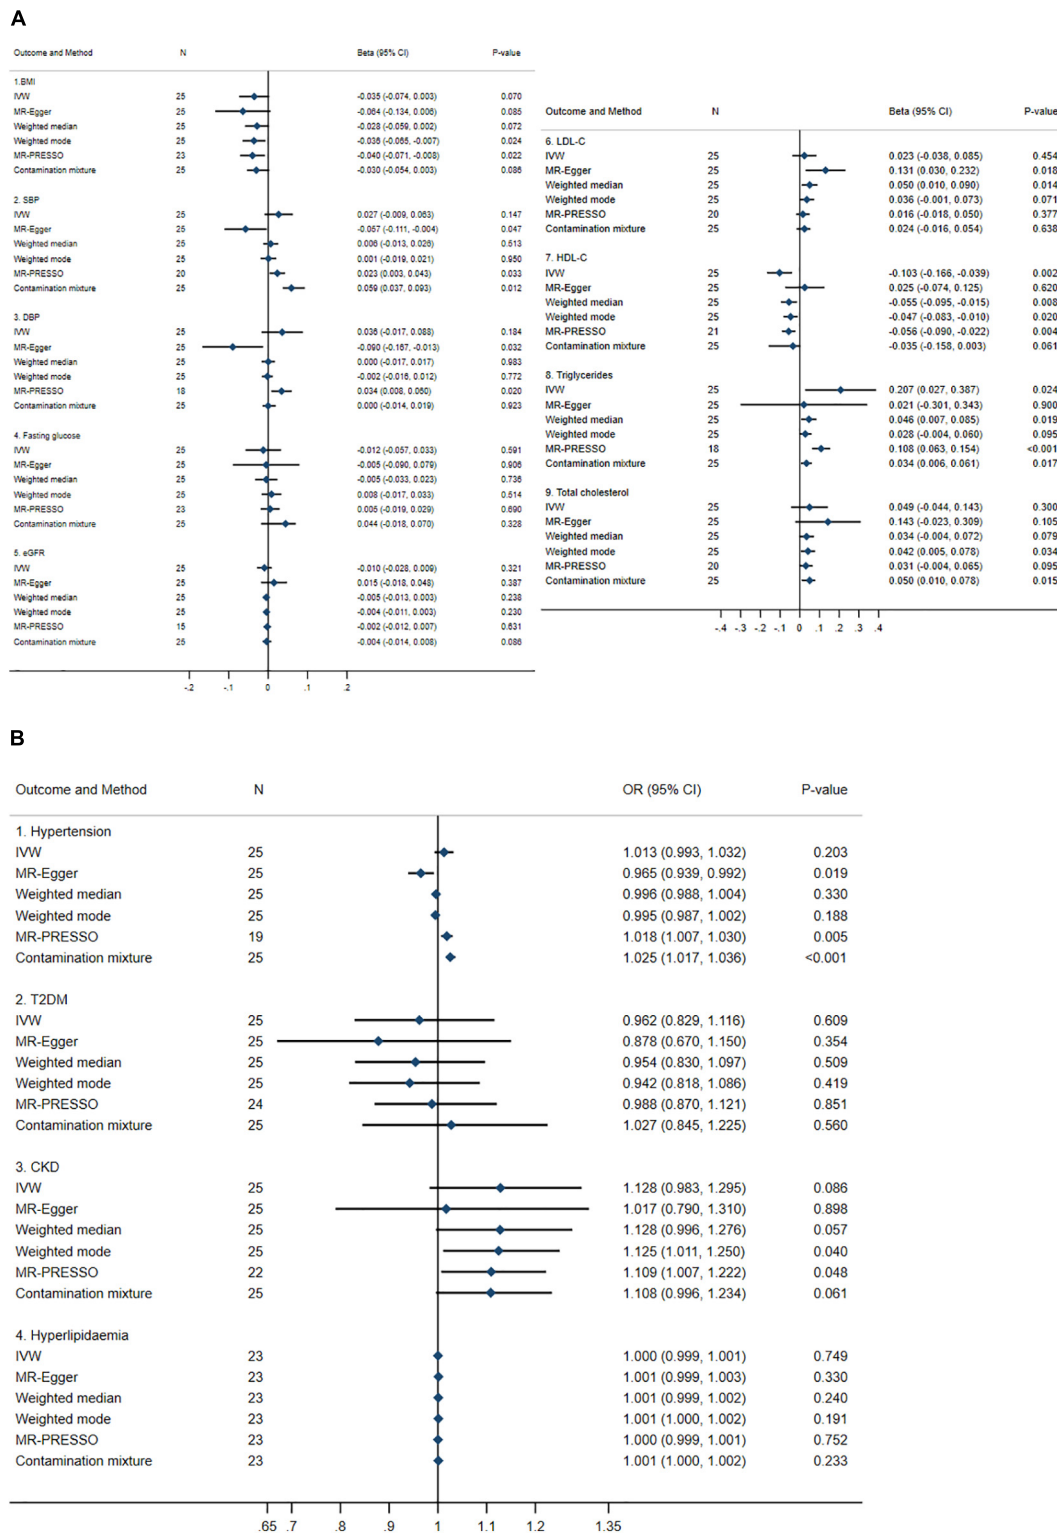 A
Outcome and Method N Beta (95% CI) P-value
1.BMI
IVW 25 -0.035 (-0.074, 0.003) 0.070
MR-Egger 25 -0.064 (-0.134, 0.006) 0.085
Weighted median 25 -0.028 (-0.059, 0.002) 0.072
Weighted mode 25 -0.036 (-0.065, -0.007) 0.024
MR-PRESSO 23 -0.040 (-0.071, -0.008) 0.022
Contamination mixture 25 -0.030 (-0.054, 0.003) 0.086
2. SBP
IVW 25 0.027 (-0.009, 0.063) 0.147
MR-Egger 25 -0.057 (-0.111, -0.004) 0.047
Weighted median 25 0.006 (-0.013, 0.026) 0.513
Weighted mode 25 0.001 (-0.019, 0.021) 0.950
MR-PRESSO 20 0.023 (0.003, 0.043) 0.033
Contamination mixture 25 0.059 (0.037, 0.093) 0.012
3. DBP
IVW 25 0.036 (-0.017, 0.088) 0.184
MR-Egger 25 -0.090 (-0.167, -0.013) 0.032
Weighted median 25 0.000 (-0.017, 0.017) 0.983
Weighted mode 25 -0.002 (-0.016, 0.012) 0.772
MR-PRESSO 18 0.034 (0.008, 0.060) 0.020
Contamination mixture 25 0.000 (-0.014, 0.019) 0.923
4. Fasting glucose
IVW 25 -0.012 (-0.057, 0.033) 0.591
MR-Egger 25 -0.005 (-0.090, 0.079) 0.906
Weighted median 25 -0.005 (-0.033, 0.023) 0.736
Weighted mode 25 0.008 (-0.017, 0.033) 0.514
MR-PRESSO 23 0.005 (-0.019, 0.029) 0.690
Contamination mixture 25 0.044 (-0.018, 0.070) 0.328
5. eGFR
IVW 25 -0.010 (-0.028, 0.009) 0.321
MR-Egger 25 0.015 (-0.018, 0.048) 0.387
Weighted median 25 -0.005 (-0.013, 0.003) 0.238
Weighted mode 25 -0.004 (-0.011, 0.003) 0.230
MR-PRESSO 15 -0.002 (-0.012, 0.007) 0.631
Contamination mixture 25 -0.004 (-0.014, 0.008) 0.086
-.2 -.1 0 .1 .2
Outcome and Method N Beta (95% CI) P-value
6. LDL-C
IVW 25 0.023 (-0.038, 0.085) 0.454
MR-Egger 25 0.131 (0.030, 0.232) 0.018
Weighted median 25 0.050 (0.010, 0.090) 0.014
Weighted mode 25 0.036 (-0.001, 0.073) 0.071
MR-PRESSO 20 0.016 (-0.018, 0.050) 0.377
Contamination mixture 25 0.024 (-0.016, 0.054) 0.638
7. HDL-C
IVW 25 -0.103 (-0.166, -0.039) 0.002
MR-Egger 25 0.025 (-0.074, 0.125) 0.620
Weighted median 25 -0.055 (-0.095, -0.015) 0.008
Weighted mode 25 -0.047 (-0.083, -0.010) 0.020
MR-PRESSO 21 -0.056 (-0.090, -0.022) 0.004
Contamination mixture 25 -0.035 (-0.158, 0.003) 0.061
8. Triglycerides
IVW 25 0.207 (0.027, 0.387) 0.024
MR-Egger 25 0.021 (-0.301, 0.343) 0.900
Weighted median 25 0.046 (0.007, 0.085) 0.019
Weighted mode 25 0.028 (-0.004, 0.060) 0.095
MR-PRESSO 18 0.108 (0.063, 0.154) <0.001
Contamination mixture 25 0.034 (0.006, 0.061) 0.017
9. Total cholesterol
IVW 25 0.049 (-0.044, 0.143) 0.300
MR-Egger 25 0.143 (-0.023, 0.309) 0.105
Weighted median 25 0.034 (-0.004, 0.072) 0.079
Weighted mode 25 0.042 (0.005, 0.078) 0.034
MR-PRESSO 20 0.031 (-0.004, 0.065) 0.095
Contamination mixture 25 0.050 (0.010, 0.078) 0.015
-.4 -.3 -.2 -.1 0 .1 .2 .3 .4
B
Outcome and Method N OR (95% CI) P-value
1. Hypertension
IVW 25 1.013 (0.993, 1.032) 0.203
MR-Egger 25 0.965 (0.939, 0.992) 0.019
Weighted median 25 0.996 (0.988, 1.004) 0.330
Weighted mode 25 0.995 (0.987, 1.002) 0.188
MR-PRESSO 19 1.018 (1.007, 1.030) 0.005
Contamination mixture 25 1.025 (1.017, 1.036) <0.001
2. T2DM
IVW 25 0.962 (0.829, 1.116) 0.609
MR-Egger 25 0.878 (0.670, 1.150) 0.354
Weighted median 25 0.954 (0.830, 1.097) 0.509
Weighted mode 25 0.942 (0.818, 1.086) 0.419
MR-PRESSO 24 0.988 (0.870, 1.121) 0.851
Contamination mixture 25 1.027 (0.845, 1.225) 0.560
3. CKD
IVW 25 1.128 (0.983, 1.295) 0.086
MR-Egger 25 1.017 (0.790, 1.310) 0.898
Weighted median 25 1.128 (0.996, 1.276) 0.057
Weighted mode 25 1.125 (1.011, 1.250) 0.040
MR-PRESSO 22 1.109 (1.007, 1.222) 0.048
Contamination mixture 25 1.108 (0.996, 1.234) 0.061
4. Hyperlipidaemia
IVW 23 1.000 (0.999, 1.001) 0.749
MR-Egger 23 1.001 (0.999, 1.003) 0.330
Weighted median 23 1.001 (0.999, 1.002) 0.240
Weighted mode 23 1.001 (1.000, 1.002) 0.191
MR-PRESSO 23 1.000 (0.999, 1.001) 0.752
Contamination mixture 23 1.001 (1.000, 1.002) 0.233
.65 .7 .8 .9 1 1.1 1.2 1.35